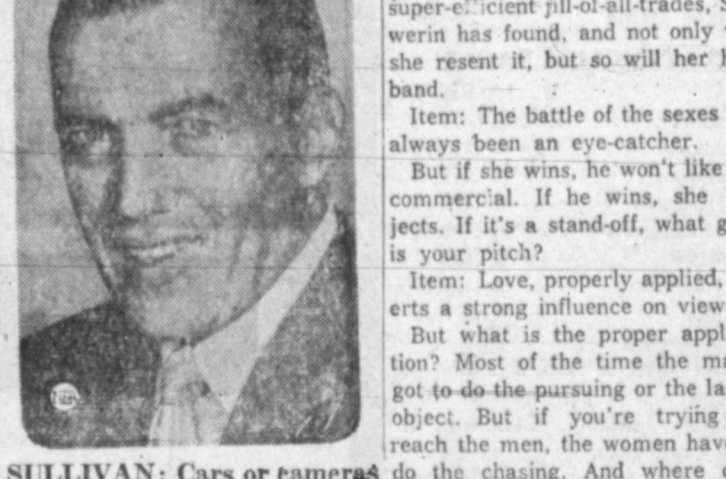 super-efficient jill-of-all-trades,
werin has found, and not only
she resent it, but so will her
band.
Item: The battle of the sexes
always been an eye-catcher.
But if she wins, he won't like
commercial. If he wins, she
jects. If it's a stand-off, what g
is your pitch?
Item: Love, properly applied,
erts a strong influence on view
But what is the proper appl
tion? Most of the time the ma
got to do the pursuing or the la
object. But if you're trying
reach the men, the women have
do the chasing. And where
NEA
SULLIVAN: Cars or cameras